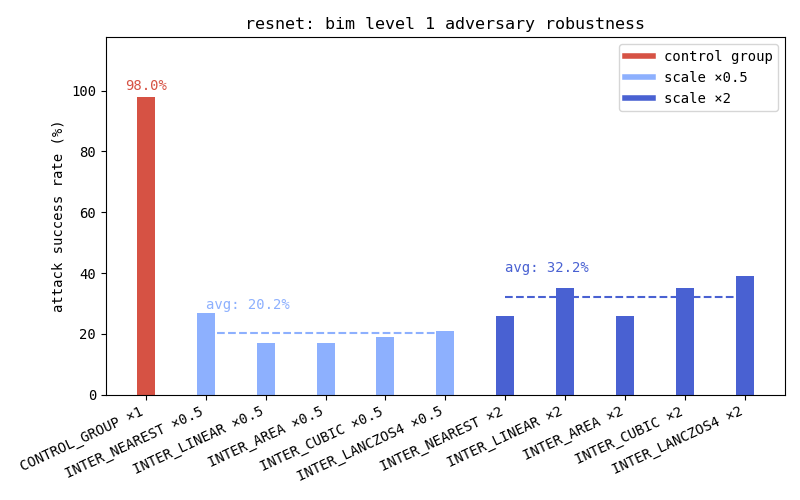 resnet: bim level 1 adversary robustness
control group
scale ×0.5
scale ×2
attack success rate (%)
100
80
60
40
20
0
98.0%
avg: 20.2%
avg: 32.2%
CONTROL_GROUP ×1
INTER_NEAREST ×0.5
INTER_LINEAR ×0.5
INTER_AREA ×0.5
INTER_CUBIC ×0.5
INTER_LANCZOS4 ×0.5
INTER_NEAREST ×2
INTER_LINEAR ×2
INTER_AREA ×2
INTER_CUBIC ×2
INTER_LANCZOS4 ×2